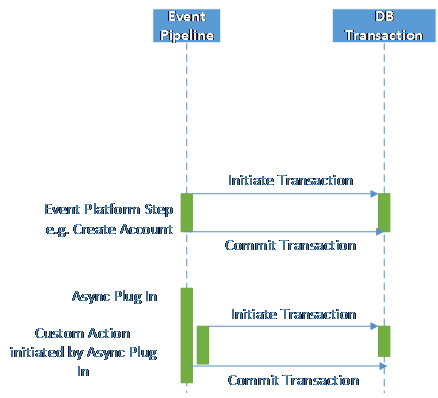 Event
Pipeline
DB
Transaction
Initiate Transaction
Event Platform Step
e.g. Create Account
Commit Transaction
Async Plug In
Initiate Transaction
Custom Action
initiated by Async Plug
In
Commit Transaction